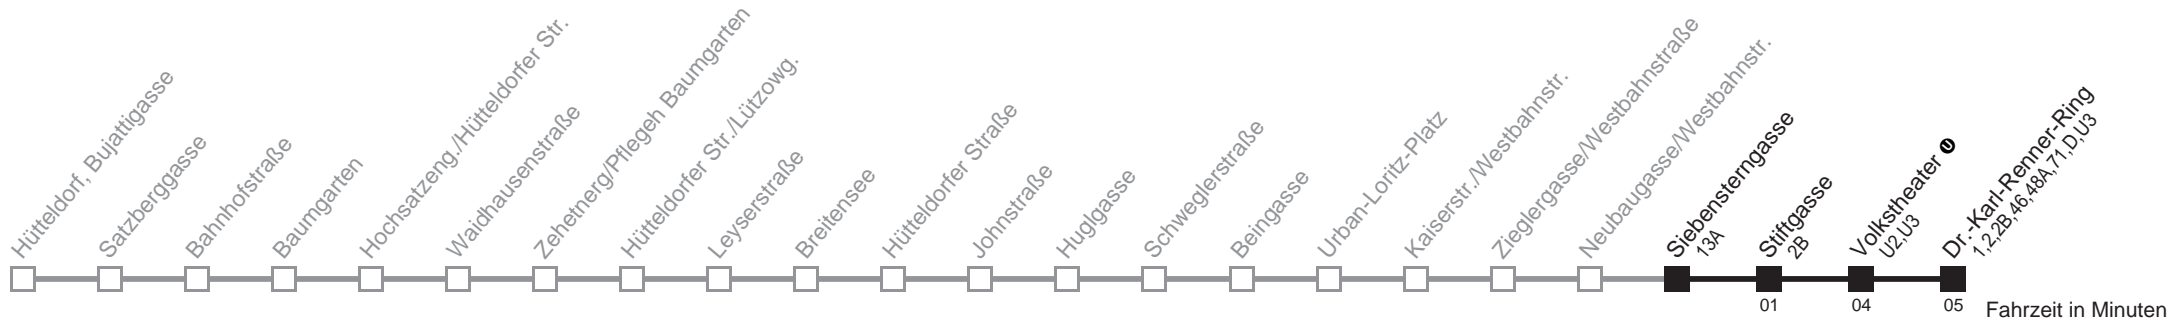 Hütteldorf, Bujattigasse
Satzberggasse
Bahnhofstraße
Baumgarten
Hochsatzeng./Hütteldorfer Str.
Waidhausenstraße
Zehetnerg/Pflegeh Baumgarten
Hütteldorfer Str./Lützowg.
Leyserstraße
Breitensee
Hütteldorfer Straße
Johnstraße
Huglgasse
Schweglerstraße
Beingasse
Urban-Loritz-Platz
Kaiserstr./Westbahnstr.
Zieglergasse/Westbahnstraße
Neubaugasse/Westbahnstr.
Siebensterngasse
13A
Stiftgasse
2B
Volkstheater U
U2,U3
Dr.-Karl-Renner-Ring
1,2,2B,46,48A,71,D,U3
01
04
05
Fahrzeit in Minuten